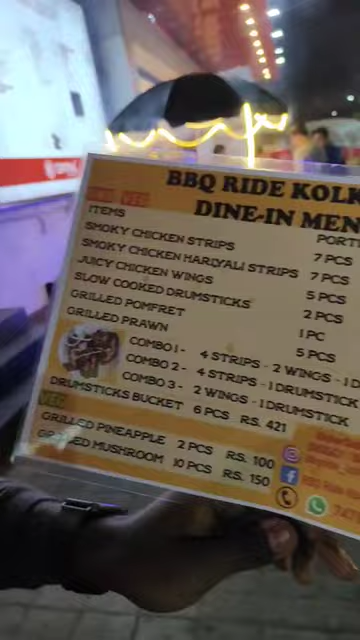 BBQ RIDE KOLK
DINE-IN MEN
NON VEG
ITEMS PORT
SMOKY CHICKEN STRIPS 7 PCS
SMOKY CHICKEN HARIYALI STRIPS 7 PCS
JUICY CHICKEN WINGS 5 PCS
SLOW COOKED DRUMSTICKS 2 PCS
GRILLED POMFRET 1 PC
GRILLED PRAWN 5 PCS
COMBO 1 - 4 STRIPS - 2 WINGS - 1 D
COMBO 2 - 4 STRIPS - 1 DRUMSTICK
COMBO 3 - 2 WINGS - 1 DRUMSTICK
DRUMSTICKS BUCKET 6 PCS RS. 421
VEG
GRILLED PINEAPPLE 2 PCS RS. 100
GRILLED MUSHROOM 10 PCS RS. 150